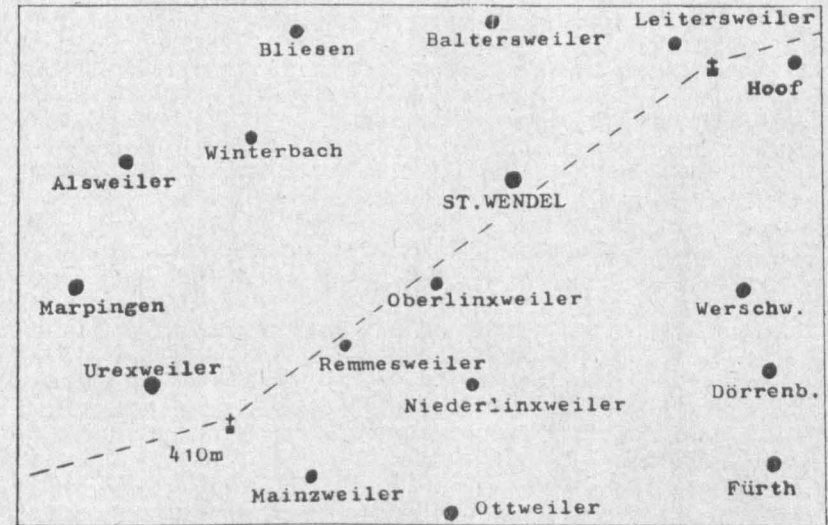 Leitersweiler
Bliesen
Baltersweiler
Hoof
Winterbach
Alsweiler
ST.WENDEL
Marpingen
Oberlinxweiler
Werschw.
Remmesweiler
Urexweiler
Dörrenb.
Niederlinxweiler
410m
Mainzweiler
Fürth
Ottweiler